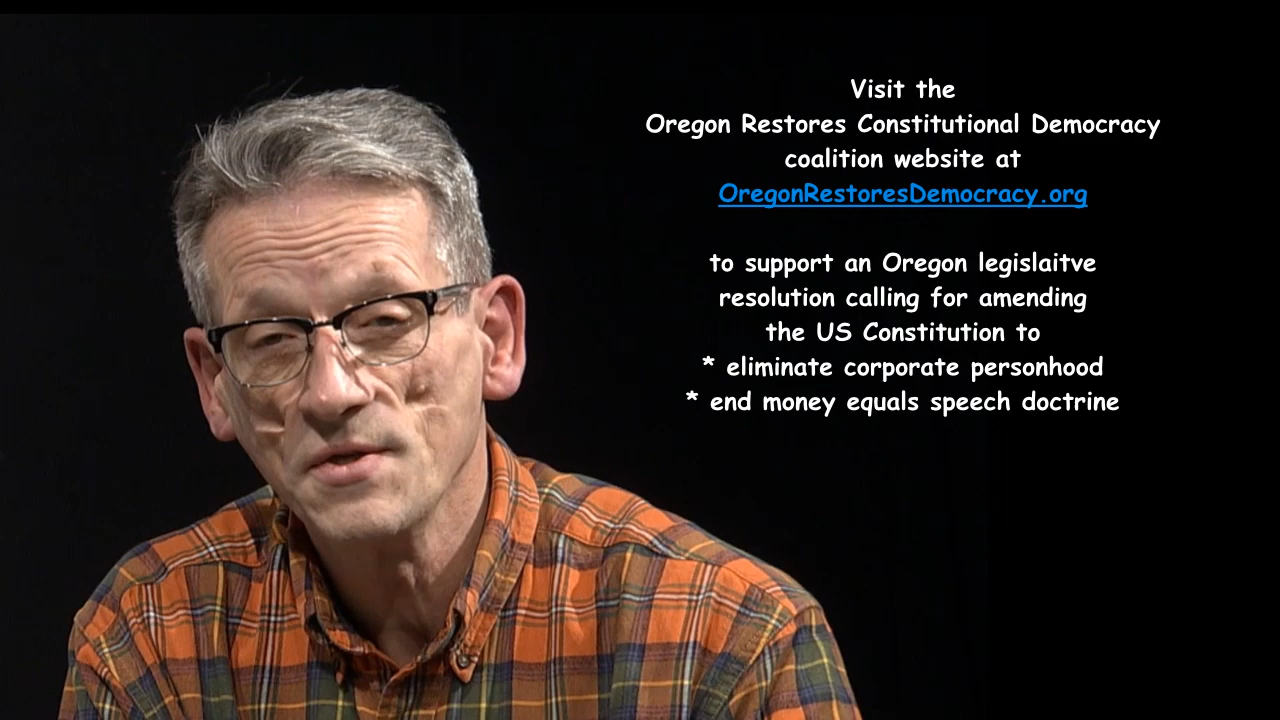 Visit the
Oregon Restores Constitutional Democracy
coalition website at
OregonRestoresDemocracy.org
to support an Oregon legislaitve
resolution calling for amending
the US Constitution to
* eliminate corporate personhood
* end money equals speech doctrine